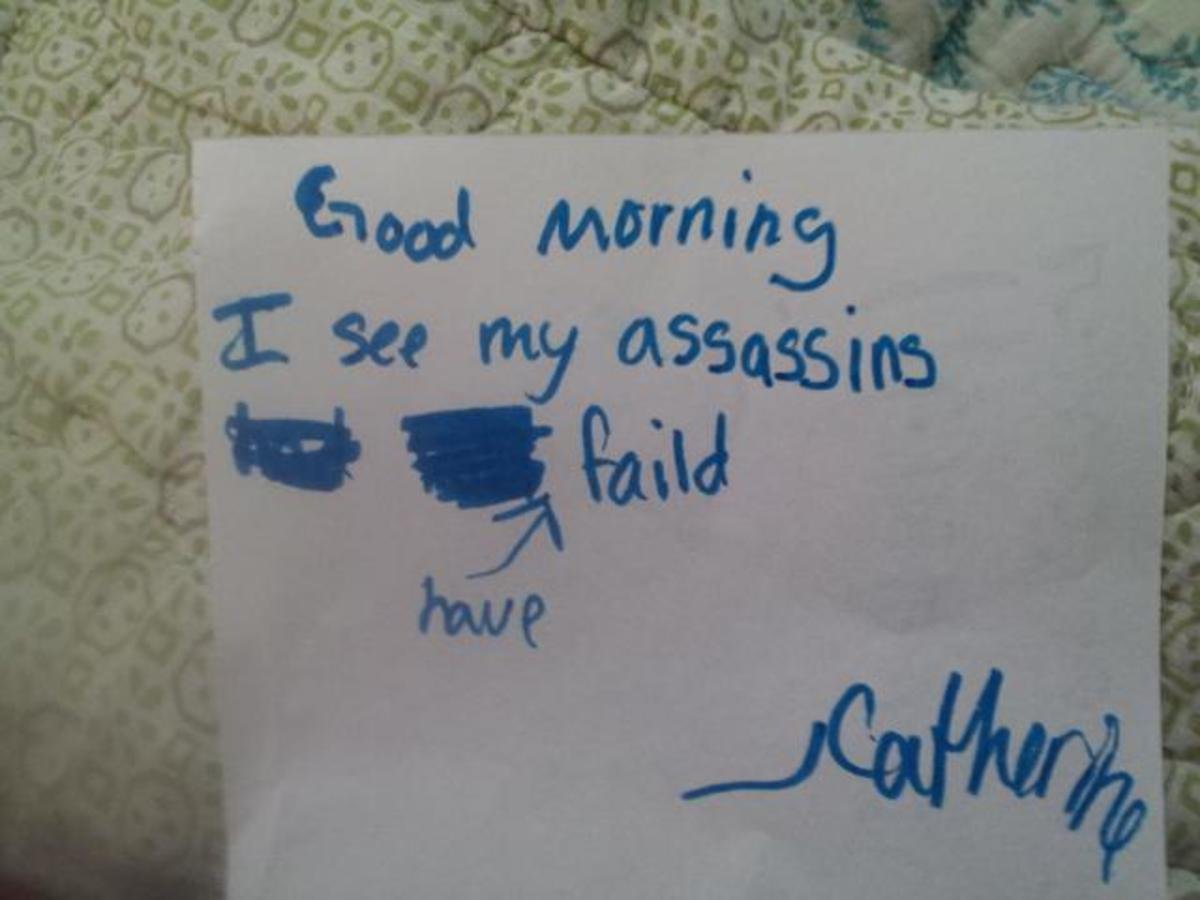 Good morning
I see my assassins
faild
have
Catherine